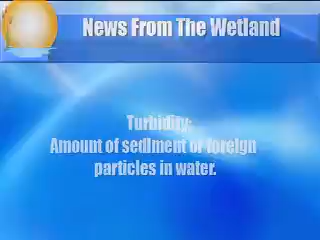 News From The Wetland
Turbidity:
Amount of sediment or foreign
particles in water.